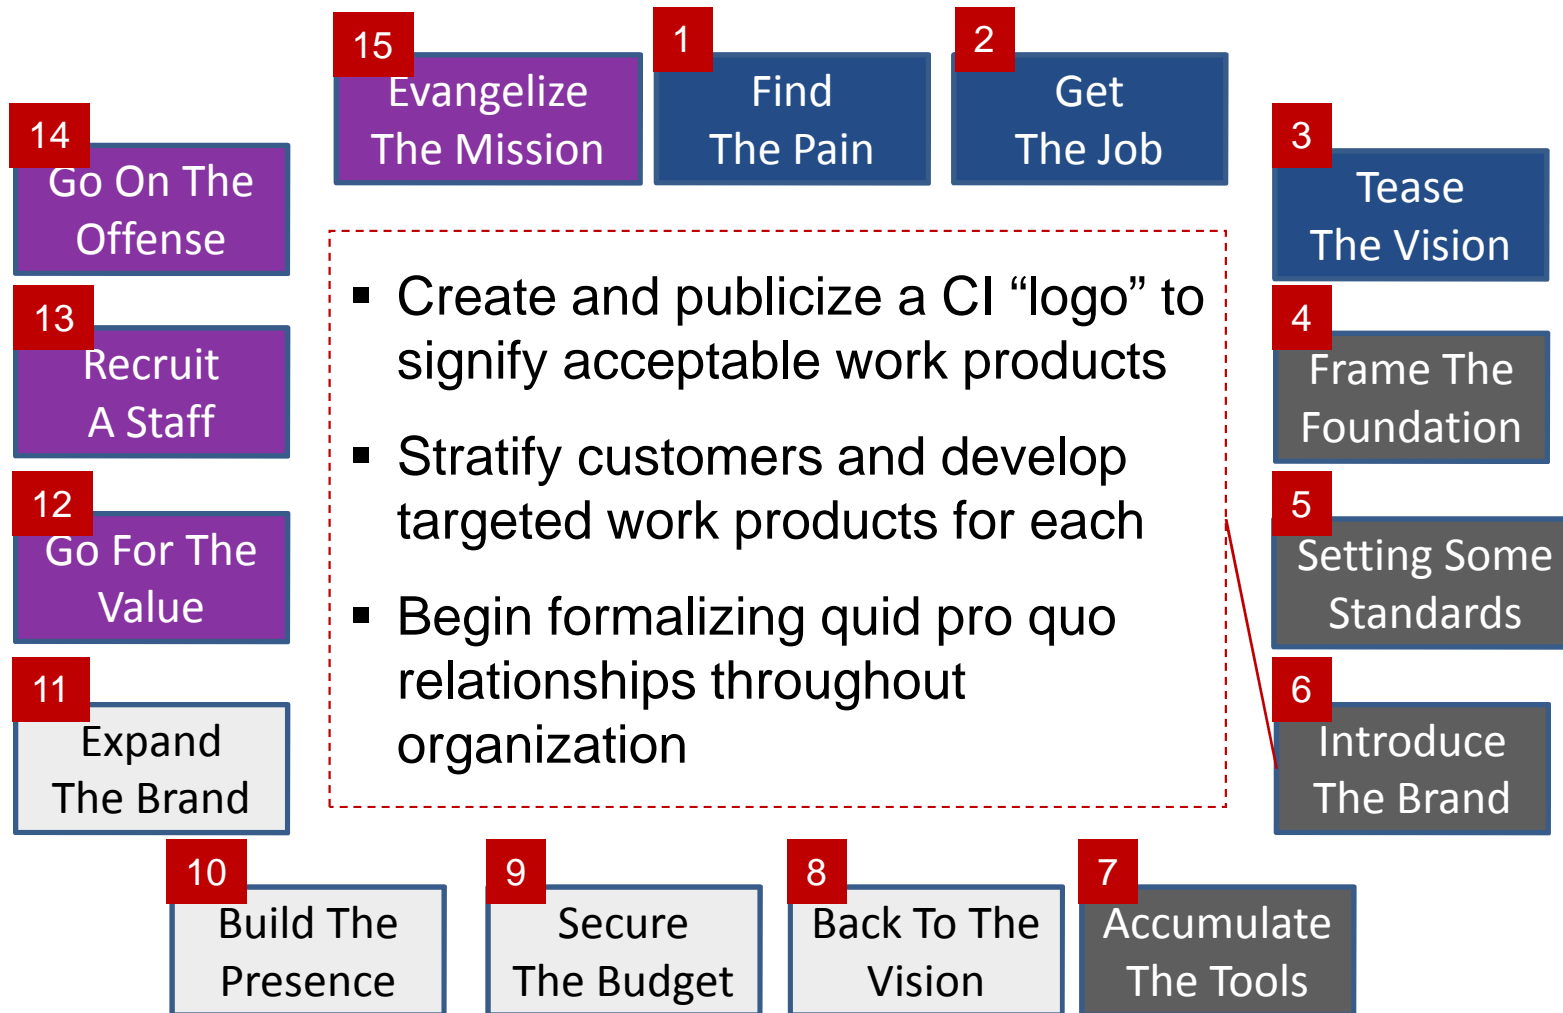 15
Evangelize
The Mission
1
Find
The Pain
2
Get
The Job
3
Tease
The Vision
4
Frame The
Foundation
5
Setting Some
Standards
6
Introduce
The Brand
7
Accumulate
The Tools
8
Back To The
Vision
9
Secure
The Budget
10
Build The
Presence
11
Expand
The Brand
12
Go For The
Value
13
Recruit
A Staff
14
Go On The
Offense
▪ Create and publicize a CI “logo” to
signify acceptable work products
▪ Stratify customers and develop
targeted work products for each
▪ Begin formalizing quid pro quo
relationships throughout
organization